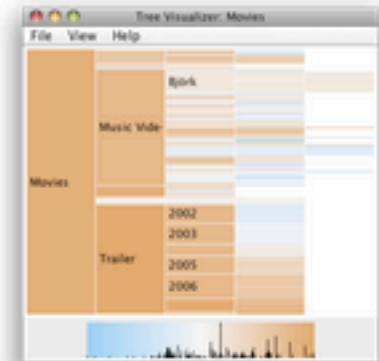 Tree Visualizer: Movies
File View Help
Björk
Music Vide
Movies
2002
2003
Trailer
2005
2006